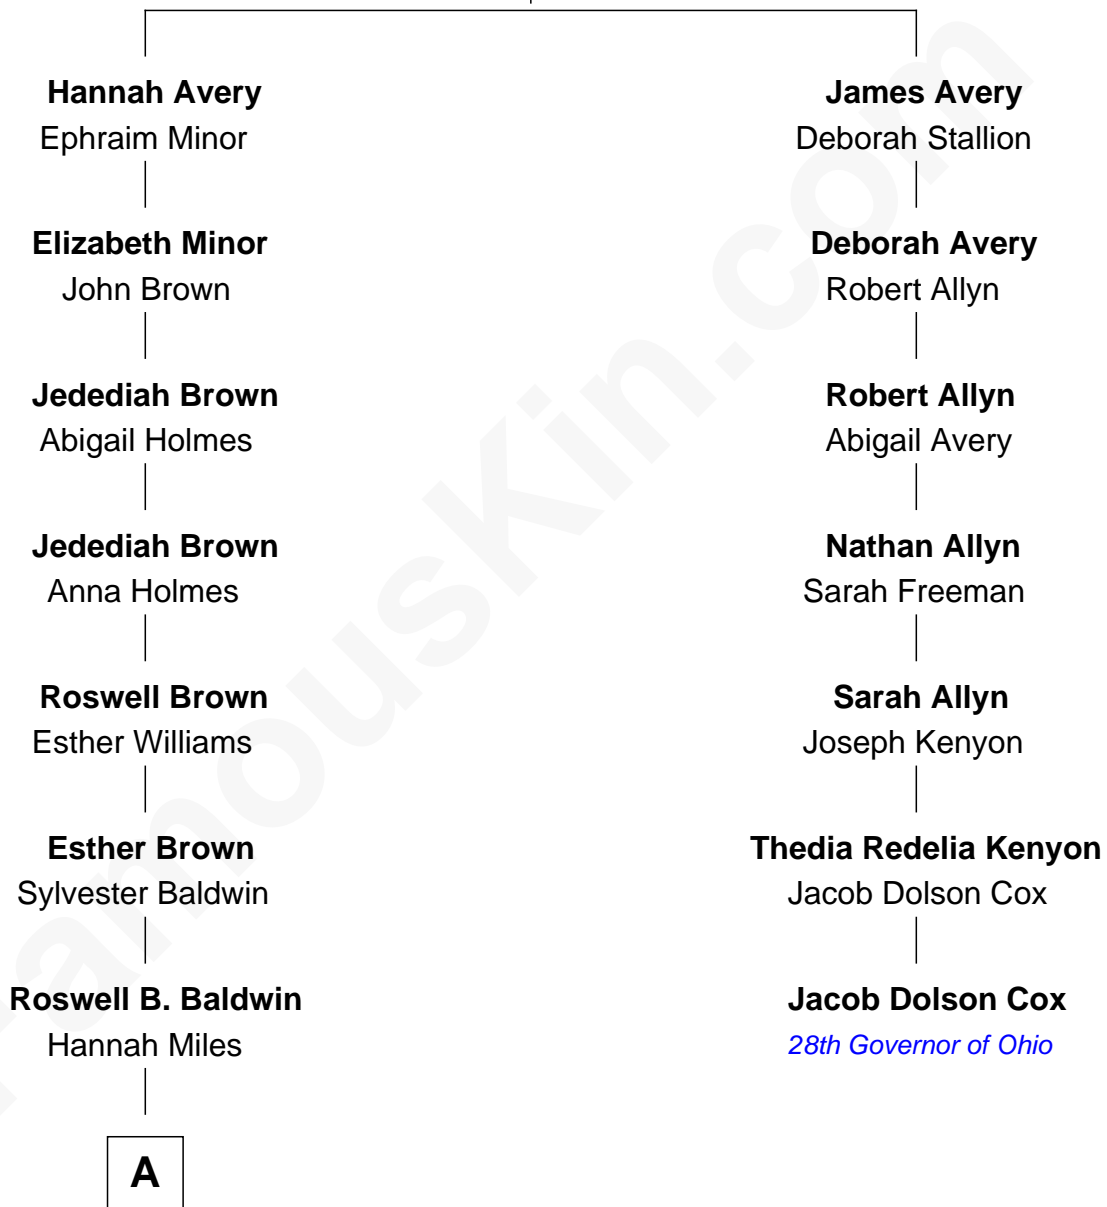 Hannah Avery
Ephraim Minor
Elizabeth Minor
John Brown
Jedediah Brown
Abigail Holmes
Jedediah Brown
Anna Holmes
Roswell Brown
Esther Williams
Esther Brown
Sylvester Baldwin
Roswell B. Baldwin
Hannah Miles
A
James Avery
Deborah Stallion
Deborah Avery
Robert Allyn
Robert Allyn
Abigail Avery
Nathan Allyn
Sarah Freeman
Sarah Allyn
Joseph Kenyon
Thedia Redelia Kenyon
Jacob Dolson Cox
Jacob Dolson Cox
28th Governor of Ohio
FamousKin.com